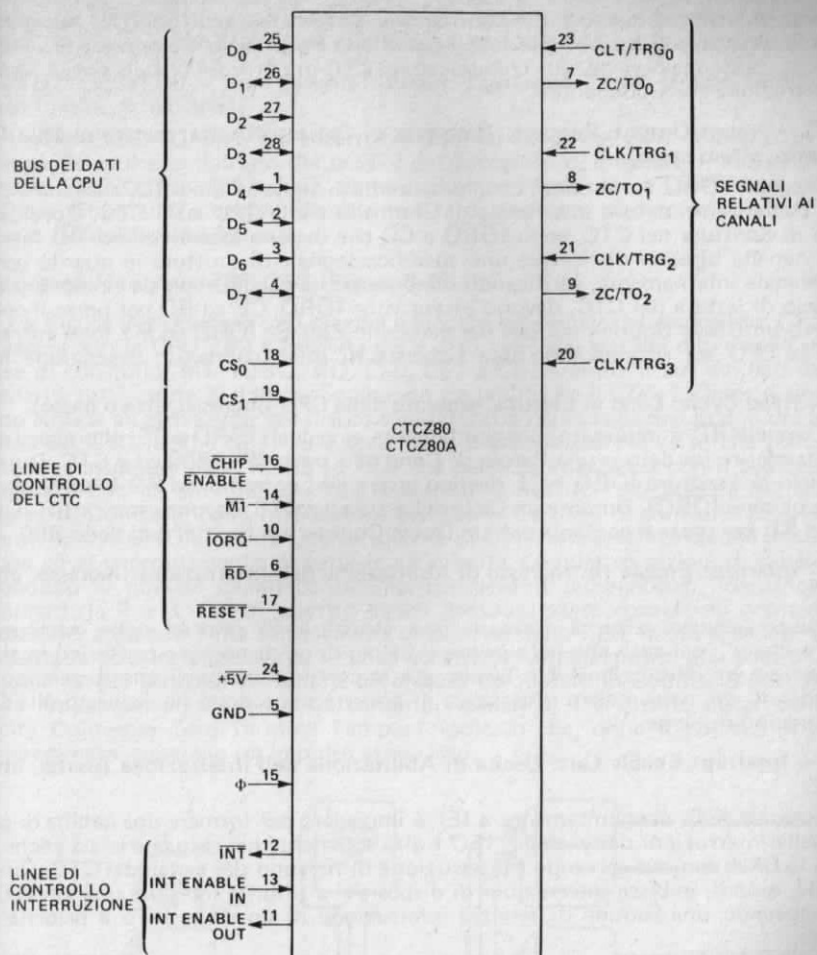 BUS DEI DATI
DELLA CPU
D0 25
D1 26
D2 27
D3 28
D4 1
D5 2
D6 3
D7 4
LINEE DI
CONTROLLO
DEL CTC
CS0 18
CS1 19
CHIP 16
ENABLE
M1 14
IORQ 10
RD 6
RESET 17
+5V 24
GND 5
Φ 15
LINEE DI
CONTROLLO
INTERRUZIONE
INT 12
INT ENABLE 13
IN
INT ENABLE 11
OUT
CTCZ80
CTCZ80A
23 CLT/TRG0
7 ZC/TO0
22 CLK/TRG1
8 ZC/TO1
21 CLK/TRG2
9 ZC/TO2
20 CLK/TRG3
SEGNALI
RELATIVI AI
CANALI